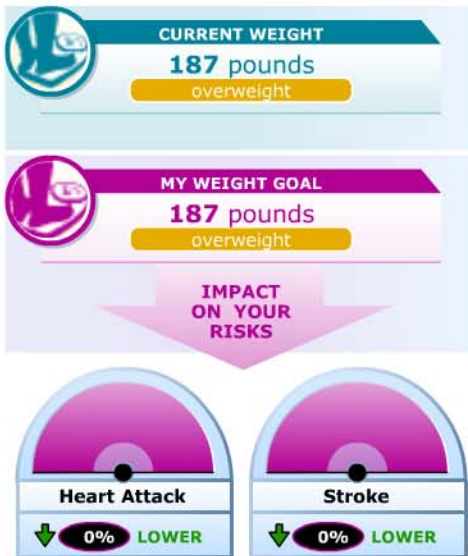 CURRENT WEIGHT
187 pounds
overweight
MY WEIGHT GOAL
187 pounds
overweight
IMPACT
ON YOUR
RISKS
Heart Attack
0% LOWER
Stroke
0% LOWER